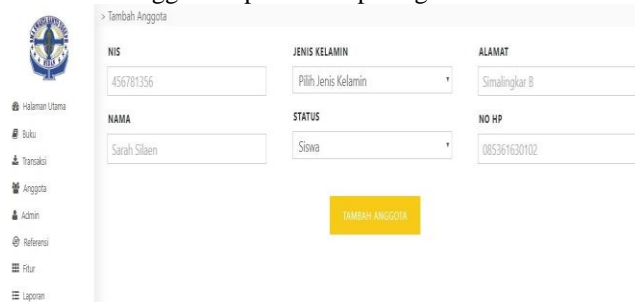 > Tambah Anggota
NIS JENIS KELAMIN ALAMAT
456781356 Pilih Jenis Kelamin Simalingkar B
NAMA STATUS NO HP
Sarah Silaen Siswa 085361630102
TAMBAH ANGGOTA
Halaman Utama
Buku
Transaksi
Anggota
Admin
Referensi
Fitur
Laporan